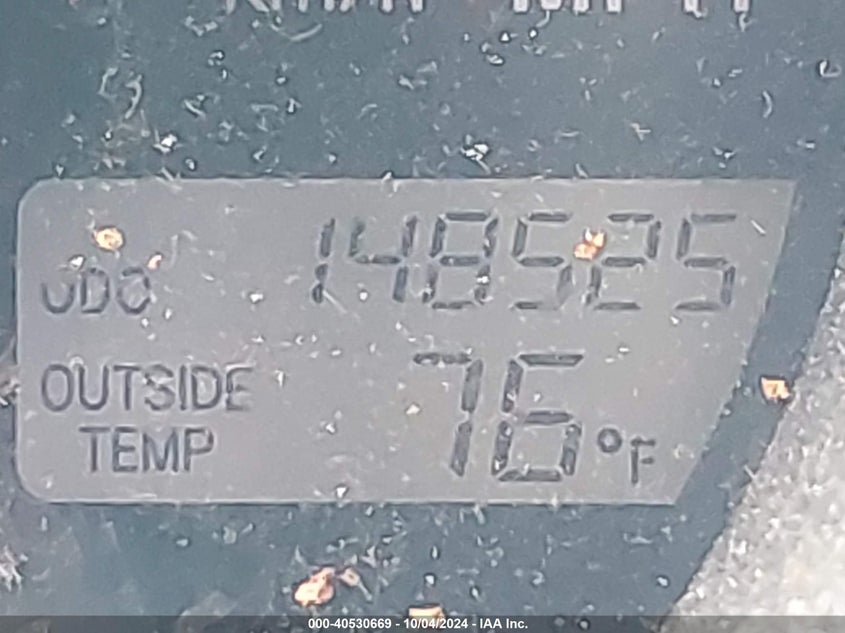 ODO 148525
OUTSIDE
TEMP 76°F
000-40530669 - 10/04/2024 - IAA Inc.